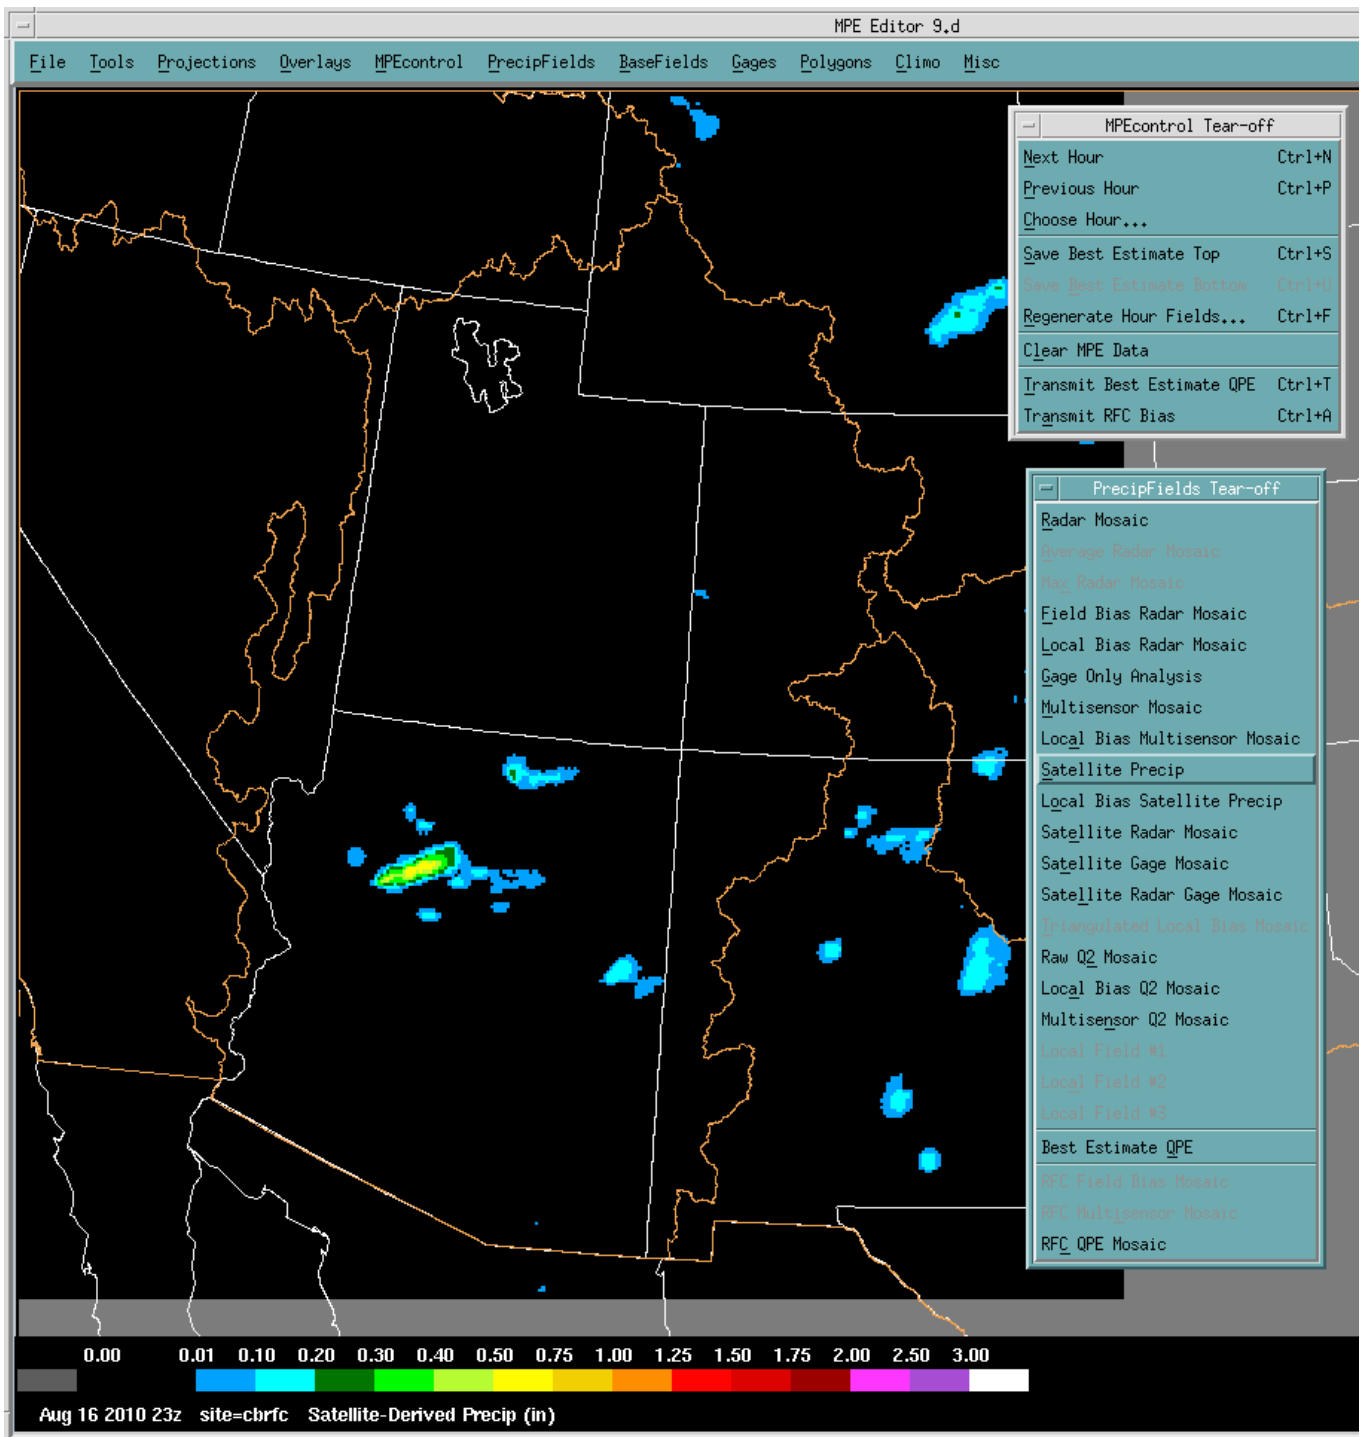 MPE Editor 9.d
File Tools Projections Overlays MPEcontrol PrecipFields BaseFields Gages Polygons Climo Misc
MPEcontrol Tear-off
Next Hour Ctrl+N
Previous Hour Ctrl+P
Choose Hour...
Save Best Estimate Top Ctrl+S
Save Best Estimate Bottom Ctrl+U
Regenerate Hour Fields... Ctrl+F
Clear MPE Data
Transmit Best Estimate QPE Ctrl+T
Transmit RFC Bias Ctrl+A
PrecipFields Tear-off
Radar Mosaic
Average Radar Mosaic
Max Radar Mosaic
Field Bias Radar Mosaic
Local Bias Radar Mosaic
Gage Only Analysis
Multisensor Mosaic
Local Bias Multisensor Mosaic
Satellite Precip
Local Bias Satellite Precip
Satellite Radar Mosaic
Satellite Gage Mosaic
Satellite Radar Gage Mosaic
Triangulated Local Bias Mosaic
Raw Q2 Mosaic
Local Bias Q2 Mosaic
Multisensor Q2 Mosaic
Local Field #1
Local Field #2
Local Field #3
Best Estimate QPE
RFC Field Bias Mosaic
RFC Multisensor Mosaic
RFC QPE Mosaic
0.00 0.01 0.10 0.20 0.30 0.40 0.50 0.75 1.00 1.25 1.50 1.75 2.00 2.50 3.00
Aug 16 2010 23z site=cbrfc Satellite-Derived Precip (in)